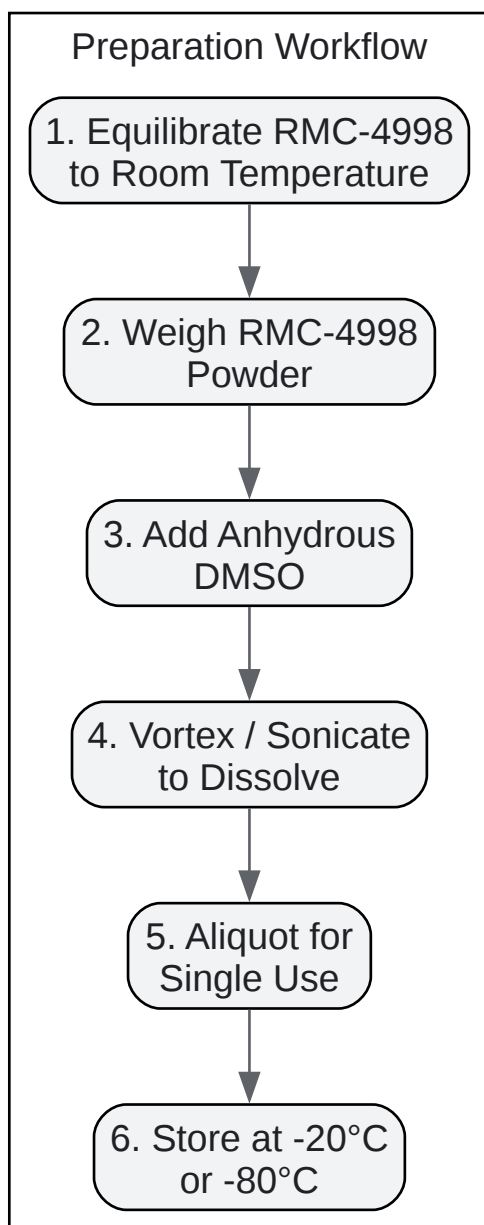 Preparation Workflow
1. Equilibrate RMC-4998
to Room Temperature
2. Weigh RMC-4998
Powder
3. Add Anhydrous
DMSO
4. Vortex / Sonicate
to Dissolve
5. Aliquot for
Single Use
6. Store at -20°C
or -80°C